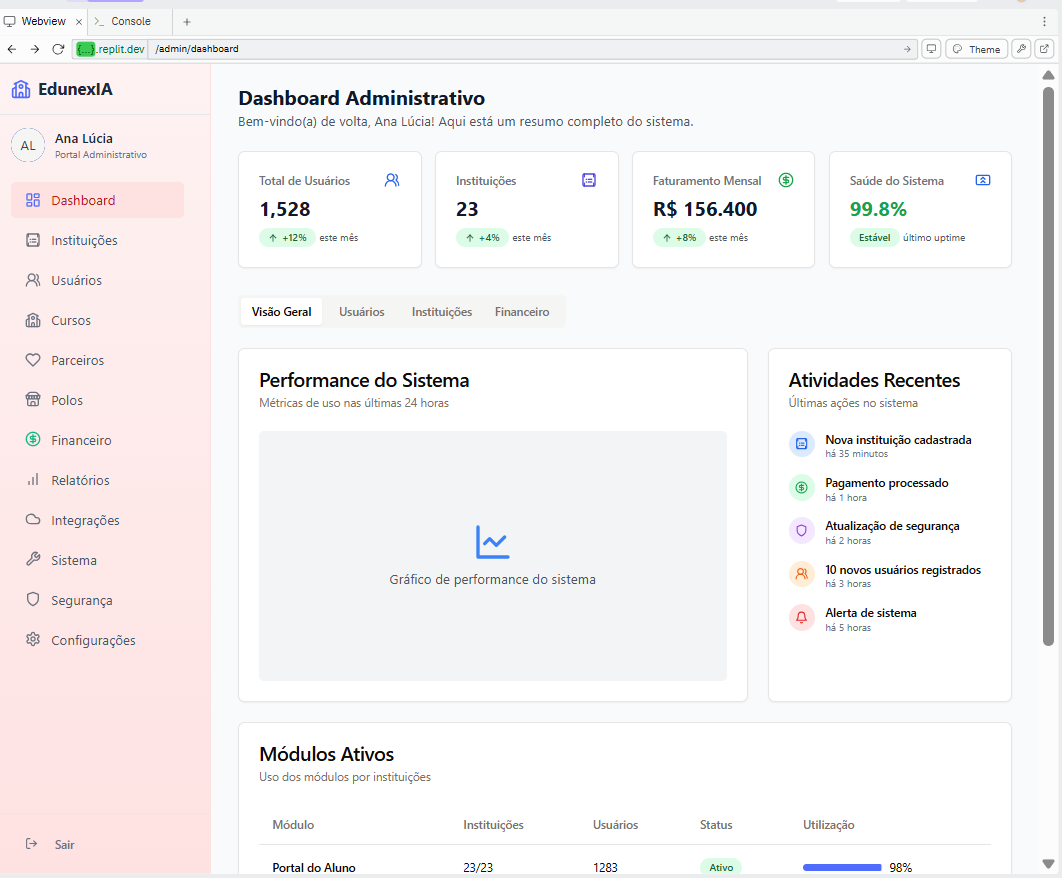 Webview
Console
{...}.replit.dev
/admin/dashboard
Theme
EdunexIA
AL
Ana Lúcia
Portal Administrativo
Dashboard
Instituições
Usuários
Cursos
Parceiros
Polos
Financeiro
Relatórios
Integrações
Sistema
Segurança
Configurações
Sair
Dashboard Administrativo
Bem-vindo(a) de volta, Ana Lúcia! Aqui está um resumo completo do sistema.
Total de Usuários
1,528
+12% este mês
Instituições
23
+4% este mês
Faturamento Mensal
R$ 156.400
+8% este mês
Saúde do Sistema
99.8%
Estável último uptime
Visão Geral Usuários Instituições Financeiro
Performance do Sistema
Métricas de uso nas últimas 24 horas
Gráfico de performance do sistema
Atividades Recentes
Últimas ações no sistema
Nova instituição cadastrada
há 35 minutos
Pagamento processado
há 1 hora
Atualização de segurança
há 2 horas
10 novos usuários registrados
há 3 horas
Alerta de sistema
há 5 horas
Módulos Ativos
Uso dos módulos por instituições
Módulo Instituições Usuários Status Utilização
Portal do Aluno 23/23 1283 Ativo 98%